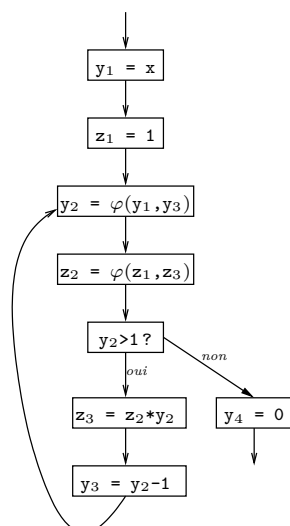 y₁ = x
z₁ = 1
y₂ = φ(y₁,y₃)
z₂ = φ(z₁,z₃)
y₂>1?
non
oui
z₃ = z₂*y₂
y₄ = 0
y₃ = y₂-1